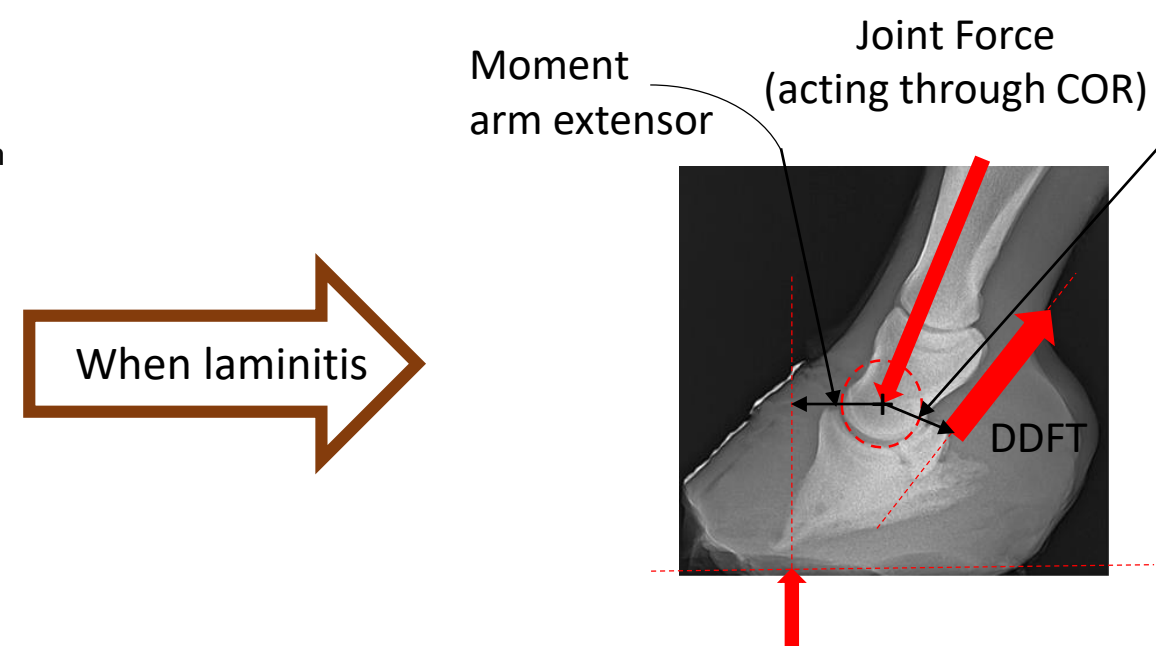 Joint Force
(acting through COR)
Moment
arm extensor
When laminitis
DDFT